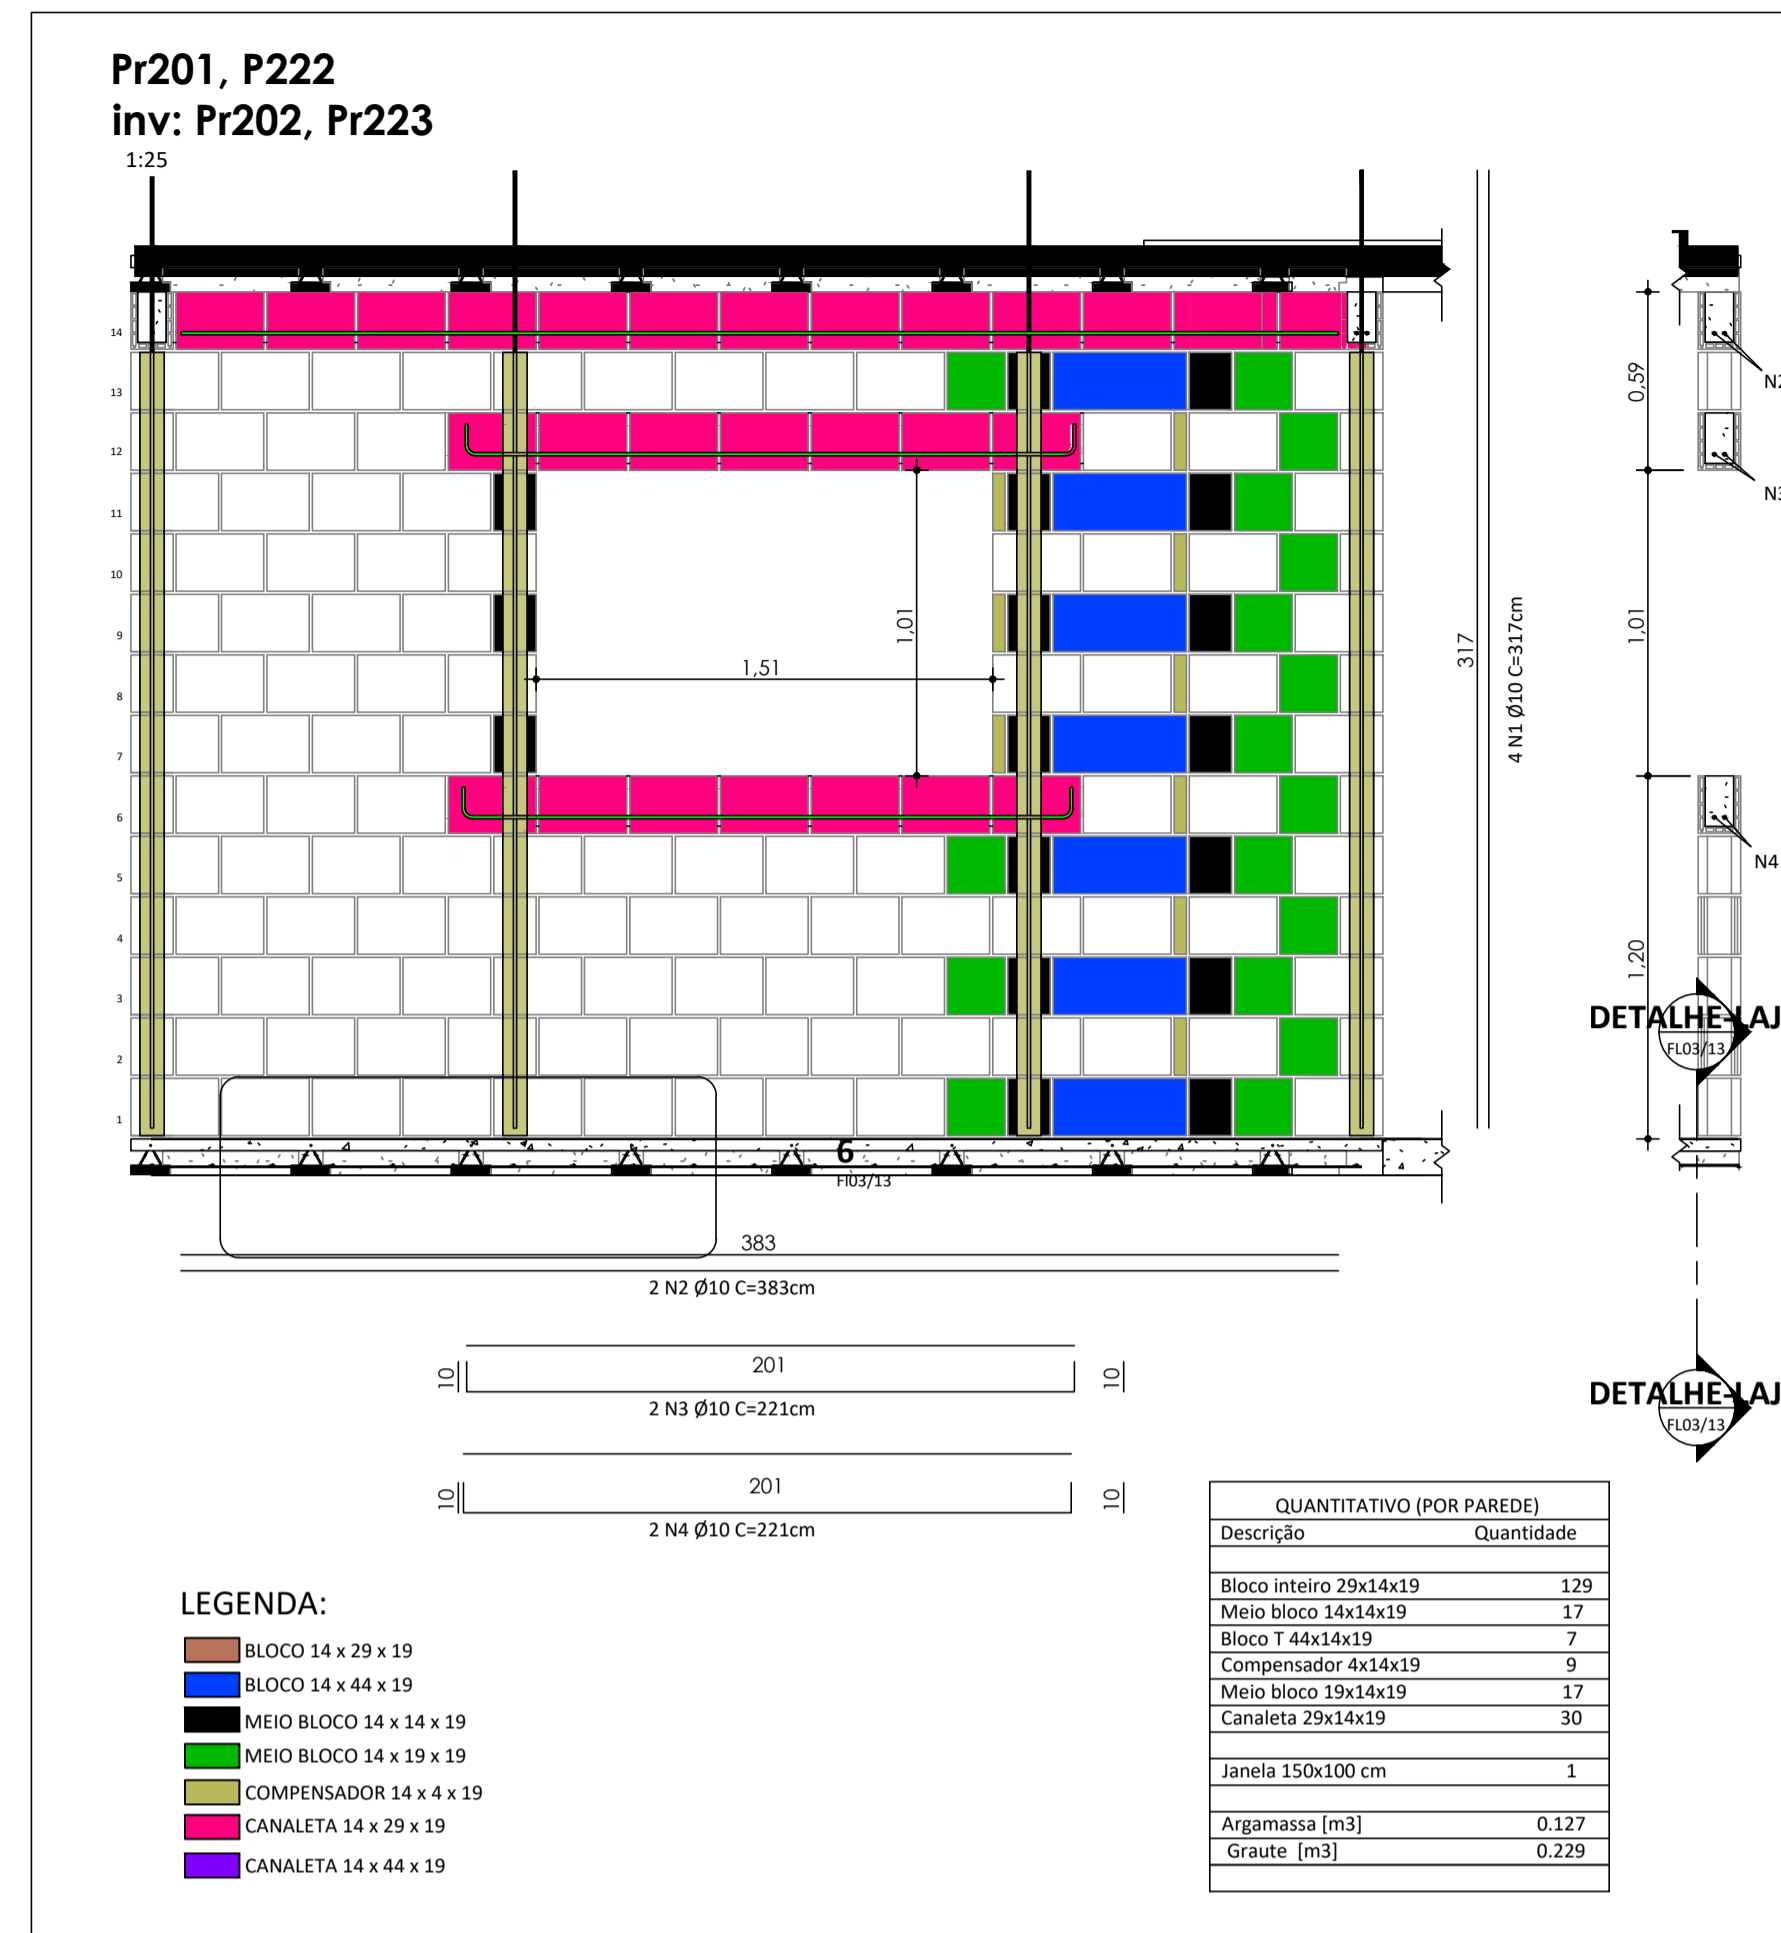 Pr201, P222
inv: Pr202, Pr223
1:25
14
13
12
11
10
9
8
7
6
5
4
3
2
1
1,51
1,01
317
4 N1 Ø10 C=317cm
0,59
1,01
1,20
N2
N3
N4
DETALHE-LAJ
FL03/13
DETALHE-LAJ
FL03/13
6
Fl03/13
383
2 N2 Ø10 C=383cm
10
201
10
2 N3 Ø10 C=221cm
10
201
10
2 N4 Ø10 C=221cm
LEGENDA:
BLOCO 14 x 29 x 19
BLOCO 14 x 44 x 19
MEIO BLOCO 14 x 14 x 19
MEIO BLOCO 14 x 19 x 19
COMPENSADOR 14 x 4 x 19
CANALETA 14 x 29 x 19
CANALETA 14 x 44 x 19
QUANTITATIVO (POR PAREDE)
Descrição Quantidade
Bloco inteiro 29x14x19 129
Meio bloco 14x14x19 17
Bloco T 44x14x19 7
Compensador 4x14x19 9
Meio bloco 19x14x19 17
Canaleta 29x14x19 30
Janela 150x100 cm 1
Argamassa [m3] 0.127
Graute [m3] 0.229